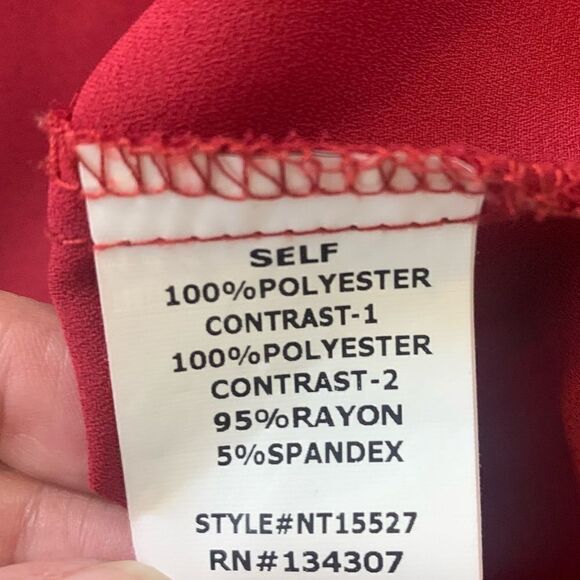 SELF
100%POLYESTER
CONTRAST-1
100%POLYESTER
CONTRAST-2
95%RAYON
5%SPANDEX
STYLE#NT15527
RN#134307